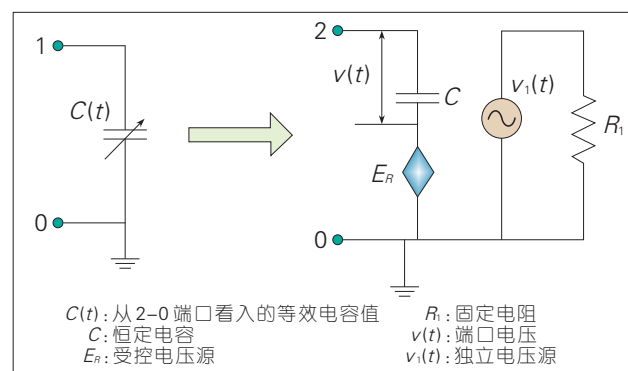 1
C(t)
0
2
v(t)
C
E_R
0
v₁(t)
R₁
C(t): 从 2–0 端口看入的等效电容值
C: 恒定电容
E_R: 受控电压源
R₁: 固定电阻
v(t): 端口电压
v₁(t): 独立电压源